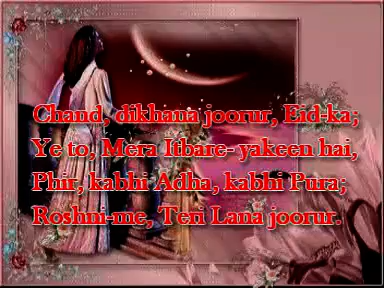 Chand, dikhana joorur, Eid-ka;
Ye to, Mera Itbare- yakeen hai,
Phir, kabhi Adha, kabhi Pura;
Roshni-me, Teri Lana joorur.